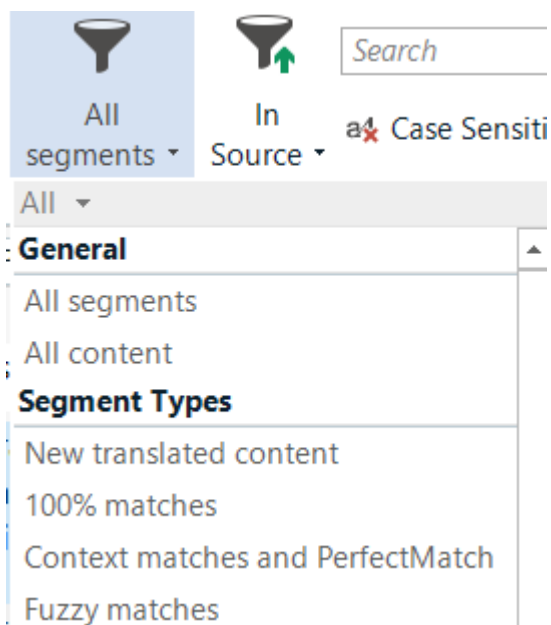 All
segments
In
Source
Search
Case Sensiti
All
General
All segments
All content
Segment Types
New translated content
100% matches
Context matches and PerfectMatch
Fuzzy matches